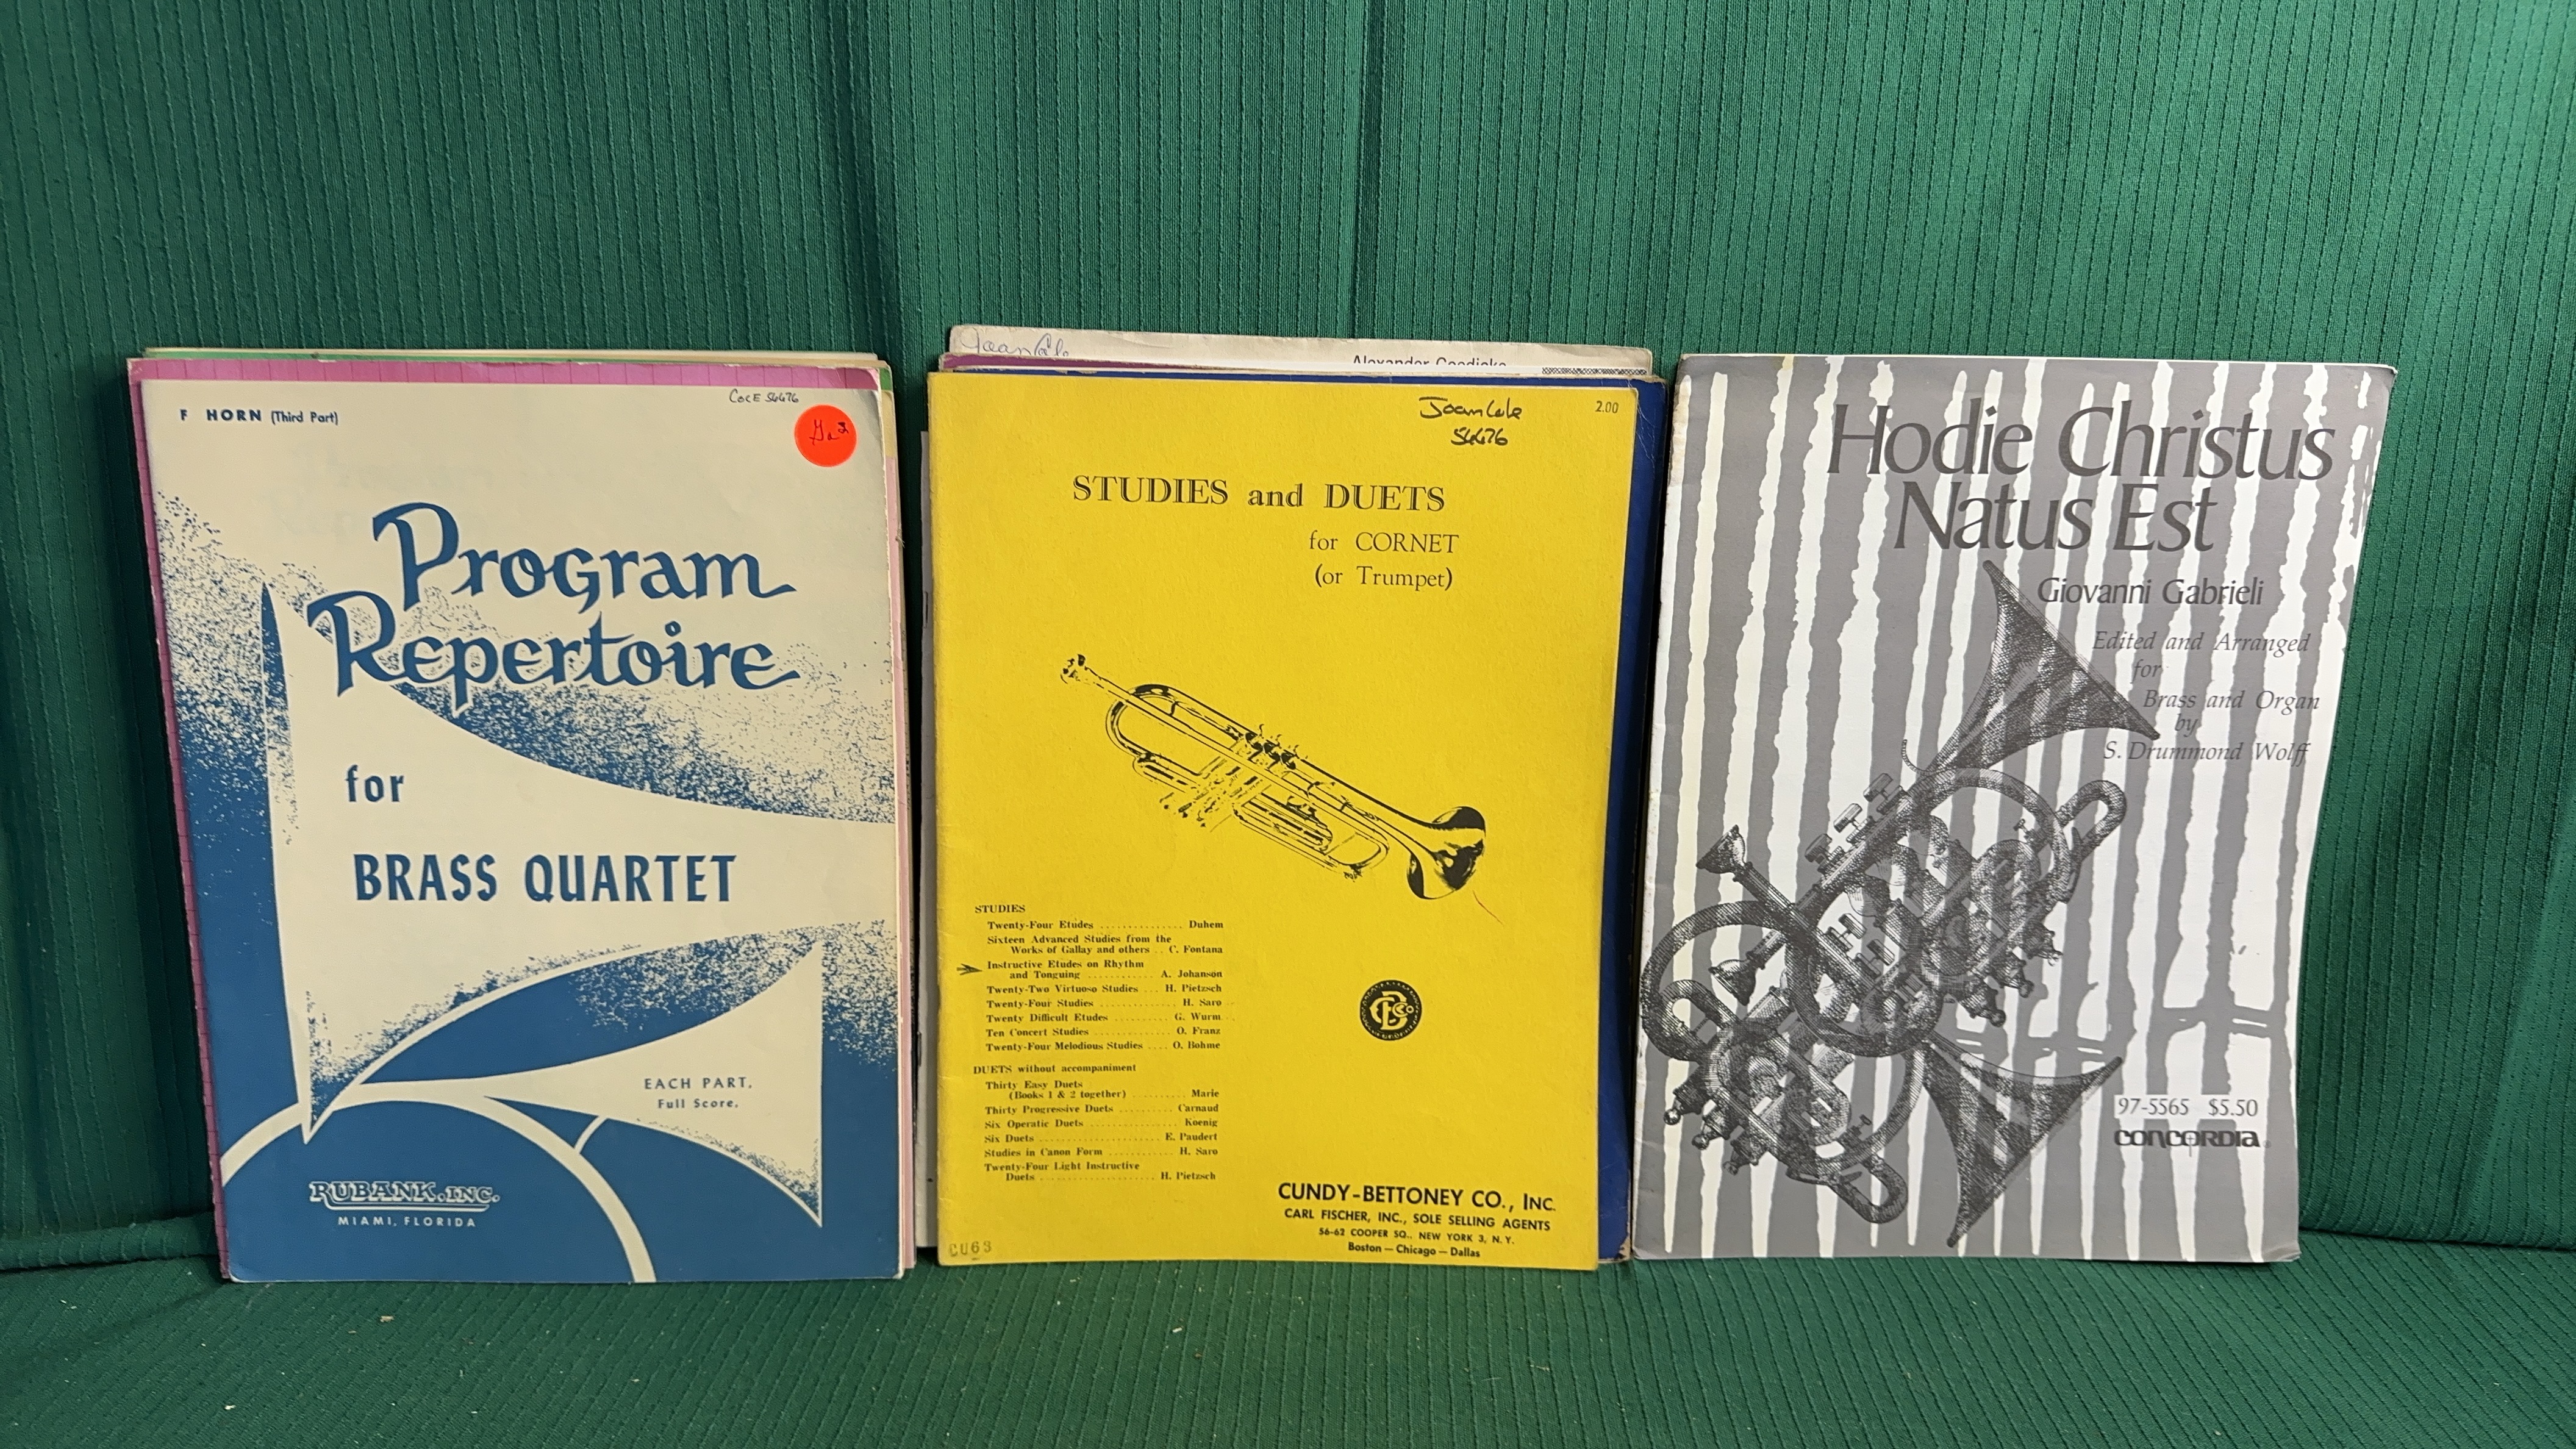 F HORN (Third Part)
Program
Repertoire
for
BRASS QUARTET
EACH PART.
Full Score.
RUBANK, INC.
MIAMI, FLORIDA
Joan Cole
56676
2.00
STUDIES and DUETS
for CORNET
(or Trumpet)
STUDIES
Twenty-Four Etudes .............. Duhem
Sixteen Advanced Studies from the
Works of Gallay and others .. C. Fontana
Instructive Etudes on Rhythm
and Tonguing ............ A. Johanson
Twenty-Two Virtuoso Studies ... H. Pietzsch
Twenty-Four Studies .............. H. Saro
Twenty Difficult Etudes .......... G. Wurm
Ten Concert Studies .............. O. Franz
Twenty-Four Melodious Studies .... O. Bohme
DUETS without accompaniment
Thirty Easy Duets
(Books 1 & 2 together) .......... Marie
Thirty Progressive Duets .......... Carnaud
Six Operatic Duets .............. Koenig
Six Duets .................... E. Paudert
Studies in Canon Form ............ H. Saro
Twenty-Four Light Instructive
Duets .................... H. Pietzsch
CUNDY-BETTONEY CO., INC.
CARL FISCHER, INC., SOLE SELLING AGENTS
56-62 COOPER SQ., NEW YORK 3, N. Y.
Boston — Chicago — Dallas
CU63
Hodie Christus
Natus Est
Giovanni Gabrieli
Edited and Arranged
for
Brass and Organ
by
S. Drummond Wolff
97-5565 $5.50
CONCORDIA